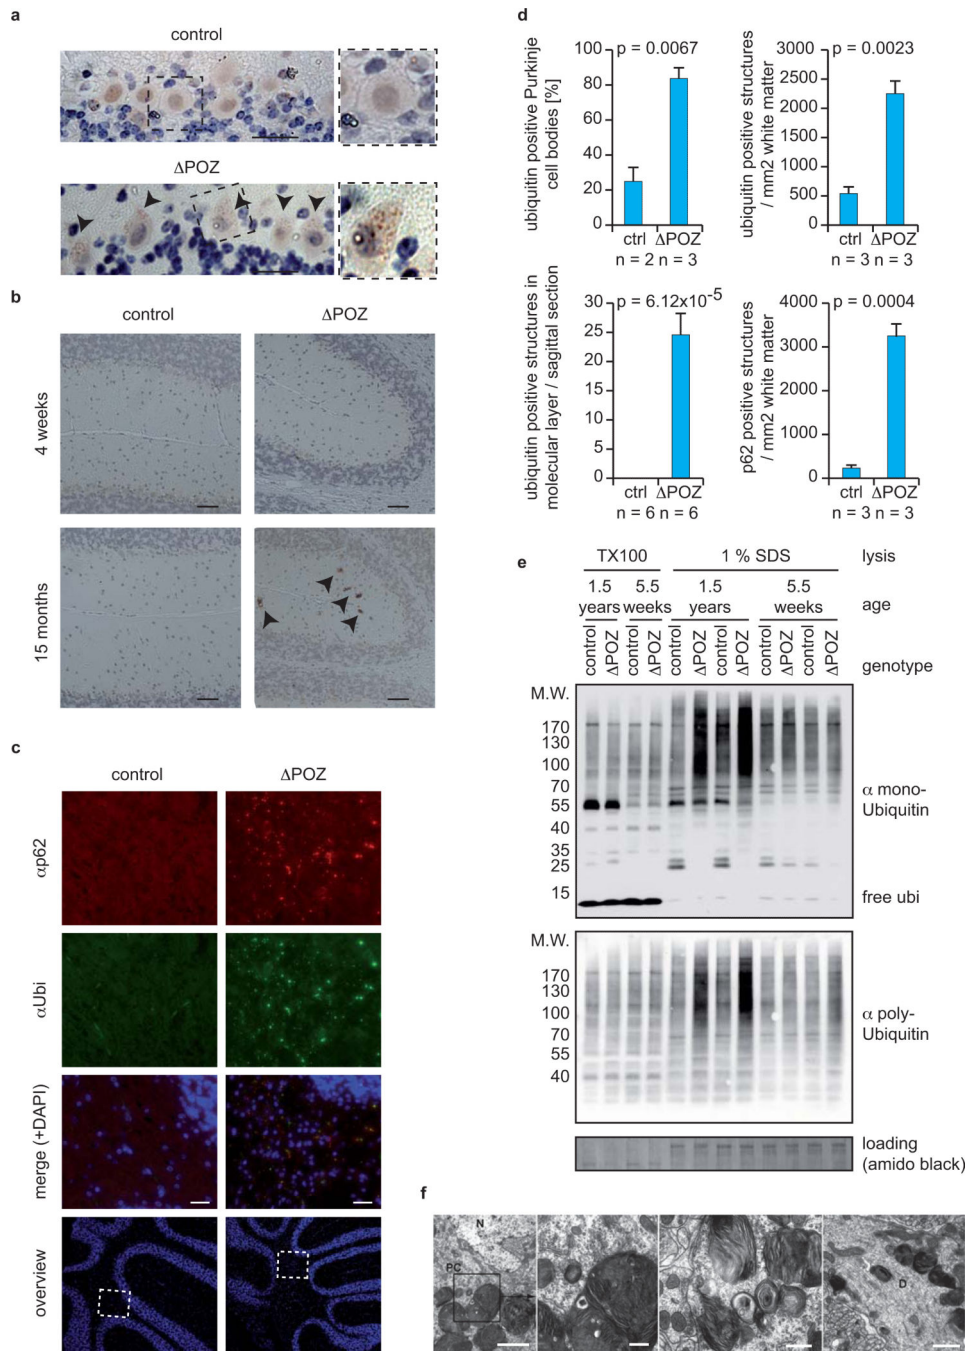 a
control
ΔPOZ
b
control
ΔPOZ
4 weeks
15 months
c
control
ΔPOZ
αp62
αUbi
merge (+DAPI)
overview
d
ubiquitin positive Purkinje
cell bodies [%]
p = 0.0067
100
80
60
40
20
0
ctrl ΔPOZ
n = 2 n = 3
ubiquitin positive structures
/ mm2 white matter
p = 0.0023
3000
2500
2000
1500
1000
500
0
ctrl ΔPOZ
n = 3 n = 3
ubiquitin positive structures in
molecular layer / sagittal section
p = 6.12x10-5
30
25
20
15
10
5
0
ctrl ΔPOZ
n = 6 n = 6
p62 positive structures
/ mm2 white matter
p = 0.0004
4000
3000
2000
1000
0
ctrl ΔPOZ
n = 3 n = 3
e
TX100 1 % SDS lysis
1.5 5.5 1.5 5.5
years weeks years weeks age
control ΔPOZ control ΔPOZ control ΔPOZ control ΔPOZ control ΔPOZ control ΔPOZ genotype
M.W.
170
130
100
70
55
40
35
25
15
α mono-
Ubiquitin
free ubi
M.W.
170
130
100
70
55
40
α poly-
Ubiquitin
loading
(amido black)
f
N
PC
D